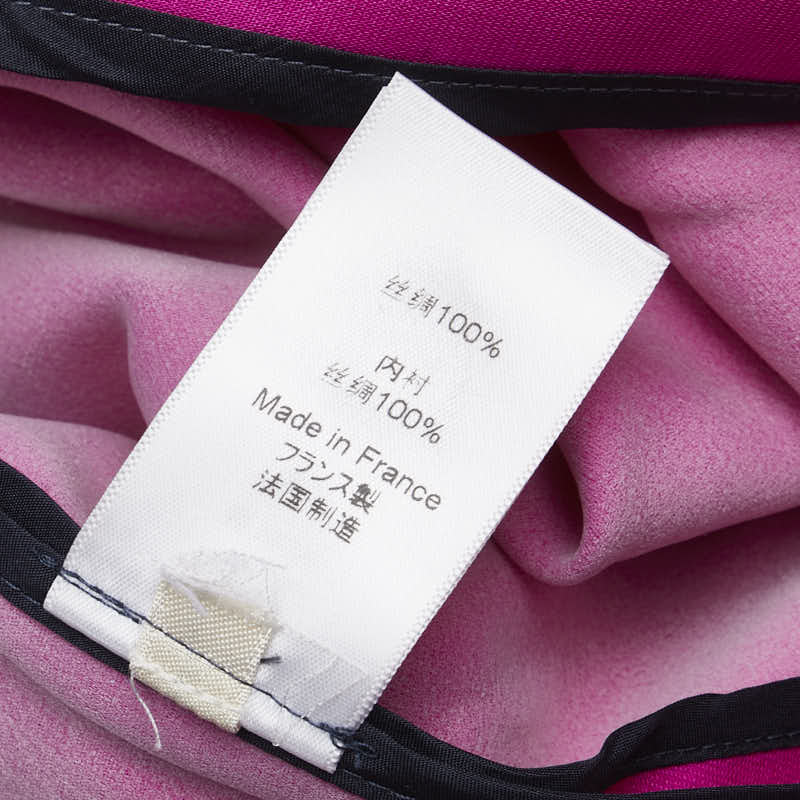 丝绸100%
内衬
丝绸100%
Made in France
フランス製
法国制造